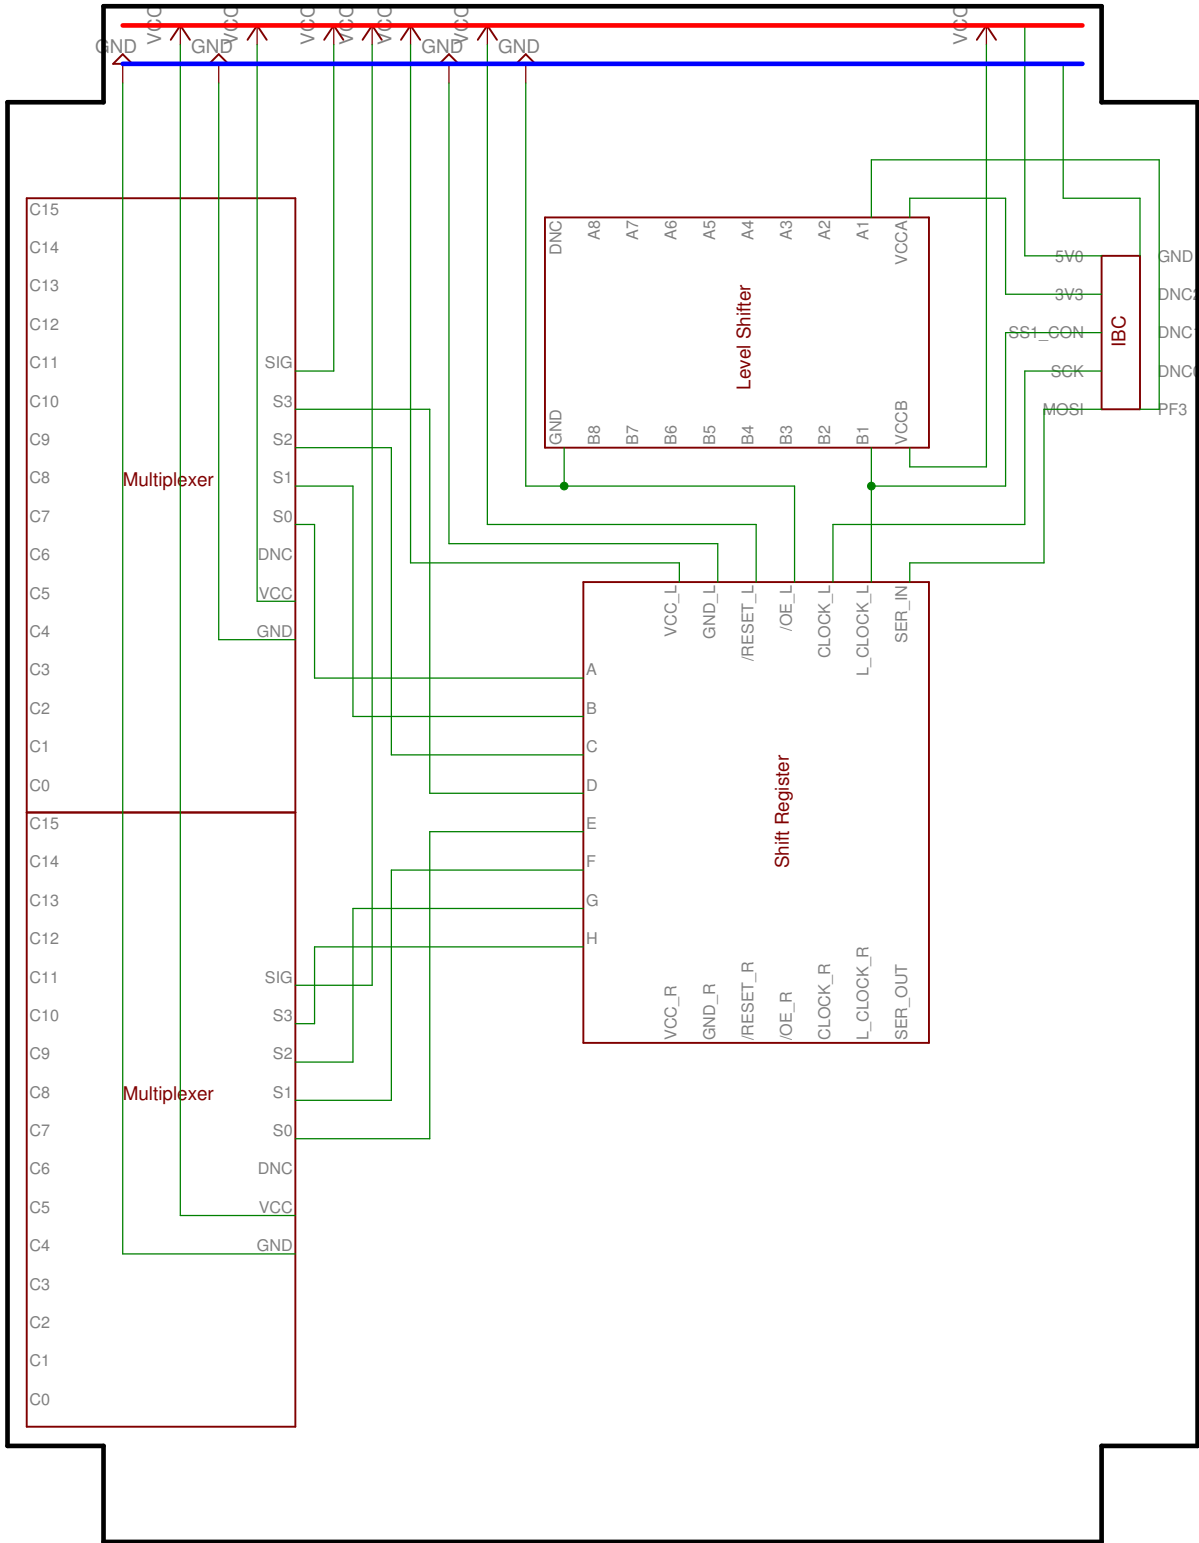 VCC
VCC
VCC
VCC
VCC
VCC
VCC
GND
GND
GND
GND
C15
C14
C13
C12
C11
C10
C9
C8
C7
C6
C5
C4
C3
C2
C1
C0
Multiplexer
SIG
S3
S2
S1
S0
DNC
VCC
GND
DNC
A8
A7
A6
A5
A4
A3
A2
A1
VCCA
Level Shifter
GND
B8
B7
B6
B5
B4
B3
B2
B1
VCCB
5V0
3V3
SS1_CON
SCK
MOSI
IBC
GND
DNC2
DNC1
DNC0
PF3
VCC_L
GND_L
/RESET_L
/OE_L
CLOCK_L
L_CLOCK_L
SER_IN
A
B
C
D
E
F
G
H
Shift Register
VCC_R
GND_R
/RESET_R
/OE_R
CLOCK_R
L_CLOCK_R
SER_OUT
C15
C14
C13
C12
C11
C10
C9
C8
C7
C6
C5
C4
C3
C2
C1
C0
Multiplexer
SIG
S3
S2
S1
S0
DNC
VCC
GND